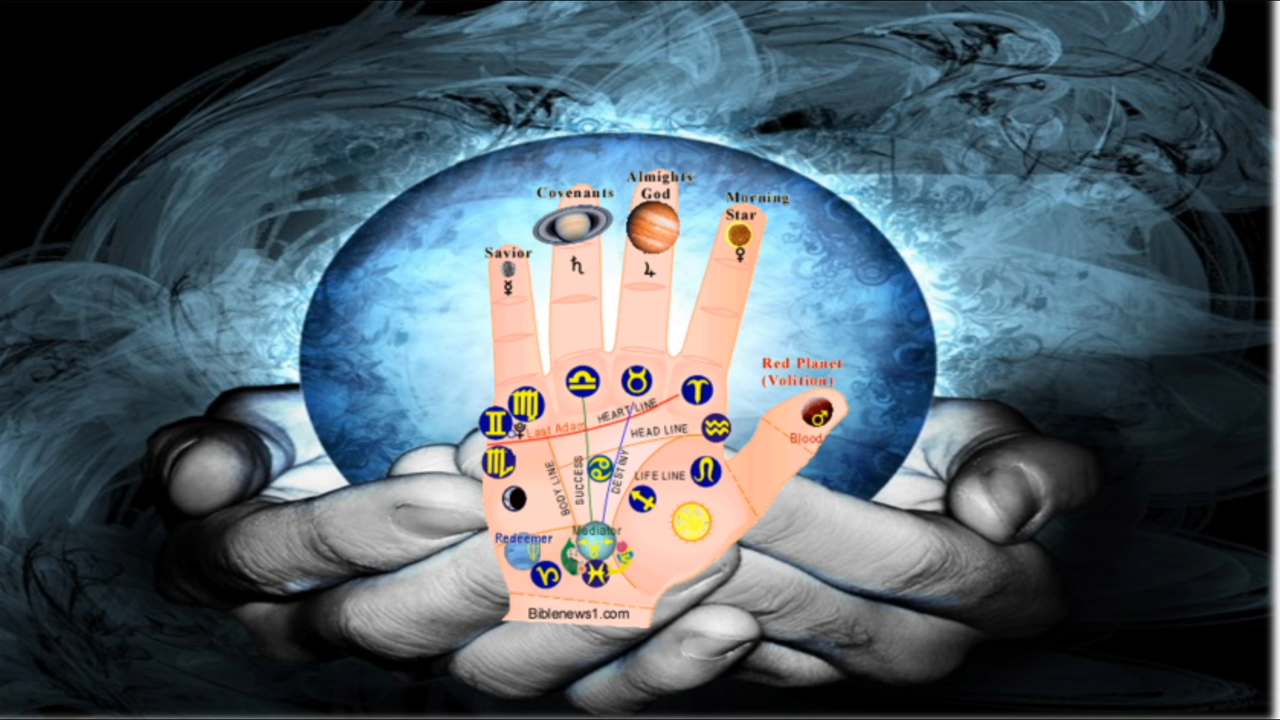 Almighty
God
Covenants
Morning
Star
Savior
Red Planet
(Volition)
Blood
HEART LINE
Last Adam
HEAD LINE
LIFE LINE
BODY LINE
SUCCESS
DESTINY
Mediator
Redeemer
Biblenews1.com